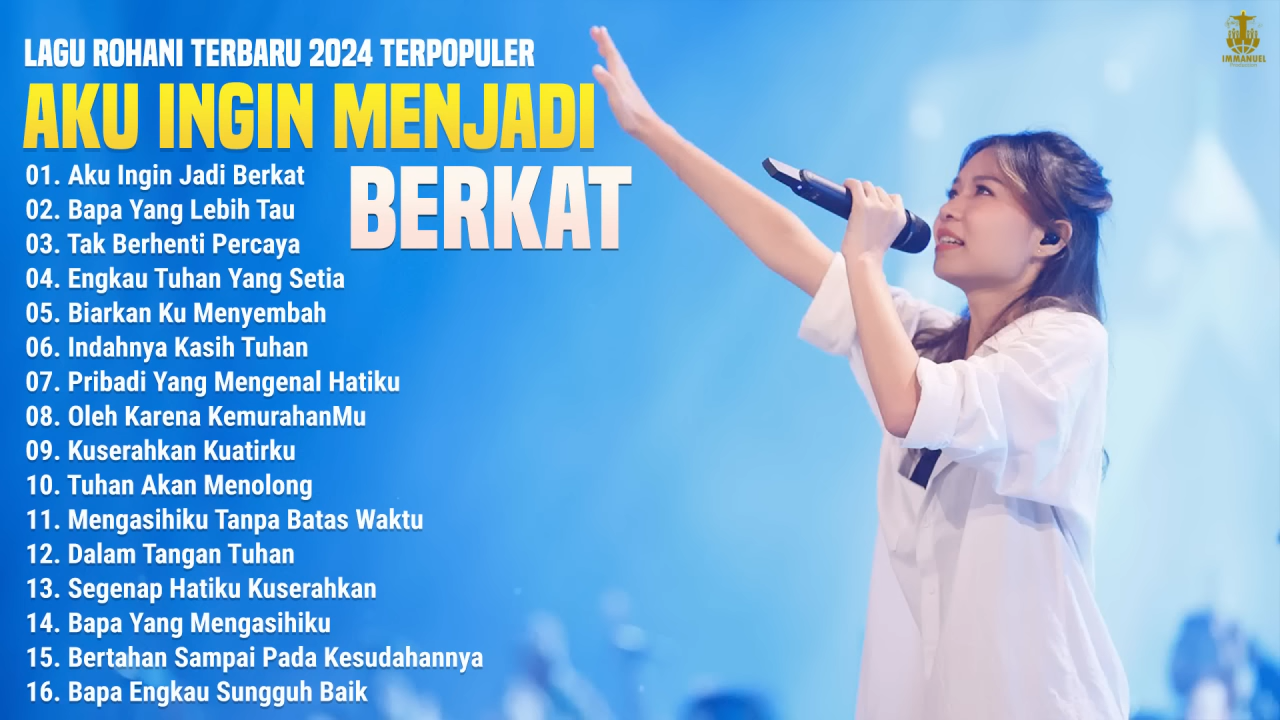 LAGU ROHANI TERBARU 2024 TERPOPULER
AKU INGIN MENJADI
BERKAT
01. Aku Ingin Jadi Berkat
02. Bapa Yang Lebih Tau
03. Tak Berhenti Percaya
04. Engkau Tuhan Yang Setia
05. Biarkan Ku Menyembah
06. Indahnya Kasih Tuhan
07. Pribadi Yang Mengenal Hatiku
08. Oleh Karena KemurahanMu
09. Kuserahkan Kuatirku
10. Tuhan Akan Menolong
11. Mengasihiku Tanpa Batas Waktu
12. Dalam Tangan Tuhan
13. Segenap Hatiku Kuserahkan
14. Bapa Yang Mengasihiku
15. Bertahan Sampai Pada Kesudahannya
16. Bapa Engkau Sungguh Baik
IMMANUEL